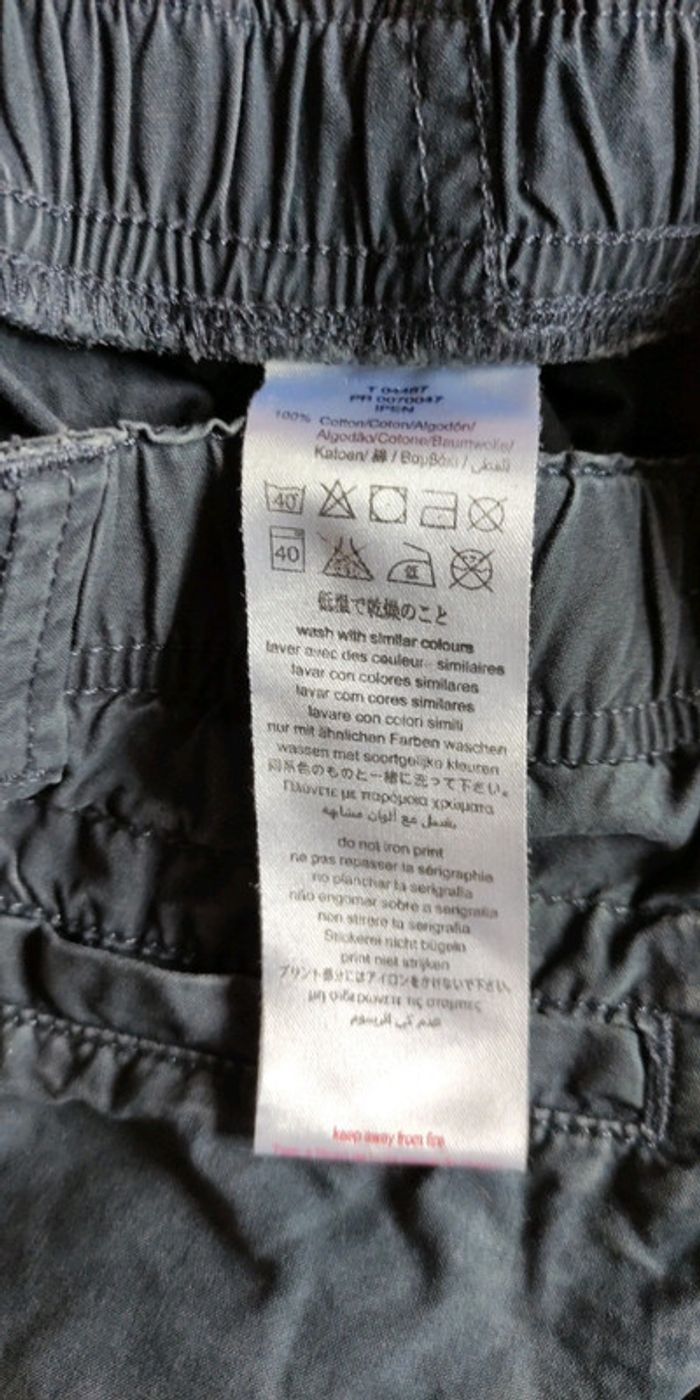 PR 0070047
IPEN
100% Cotton/Coton/Algodón/
Algodão/Cotone/Baumwolle/
Katoen/ 綿 / Βαμβάκι / القطن
40
40
低
低温で乾燥のこと
wash with similar colours
laver avec des couleurs similaires
lavar con colores similares
lavar com cores similares
lavare con colori simili
nur mit ähnlichen Farben waschen
wassen met soortgelijke kleuren
同系色のものと一緒に洗って下さい。
Πλύνετε με παρόμοια χρώματα
يغسل مع ألوان مشابهة
do not iron print
ne pas repasser la sérigraphie
no planchar la serigrafia
não engomar sobre a serigrafia
non stirare la serigrafia
Stickerei nicht bügeln
print niet strijken
プリント部分にはアイロンをかけないで下さい。
μη σιδερώνετε τις στάμπες
keep away from fire